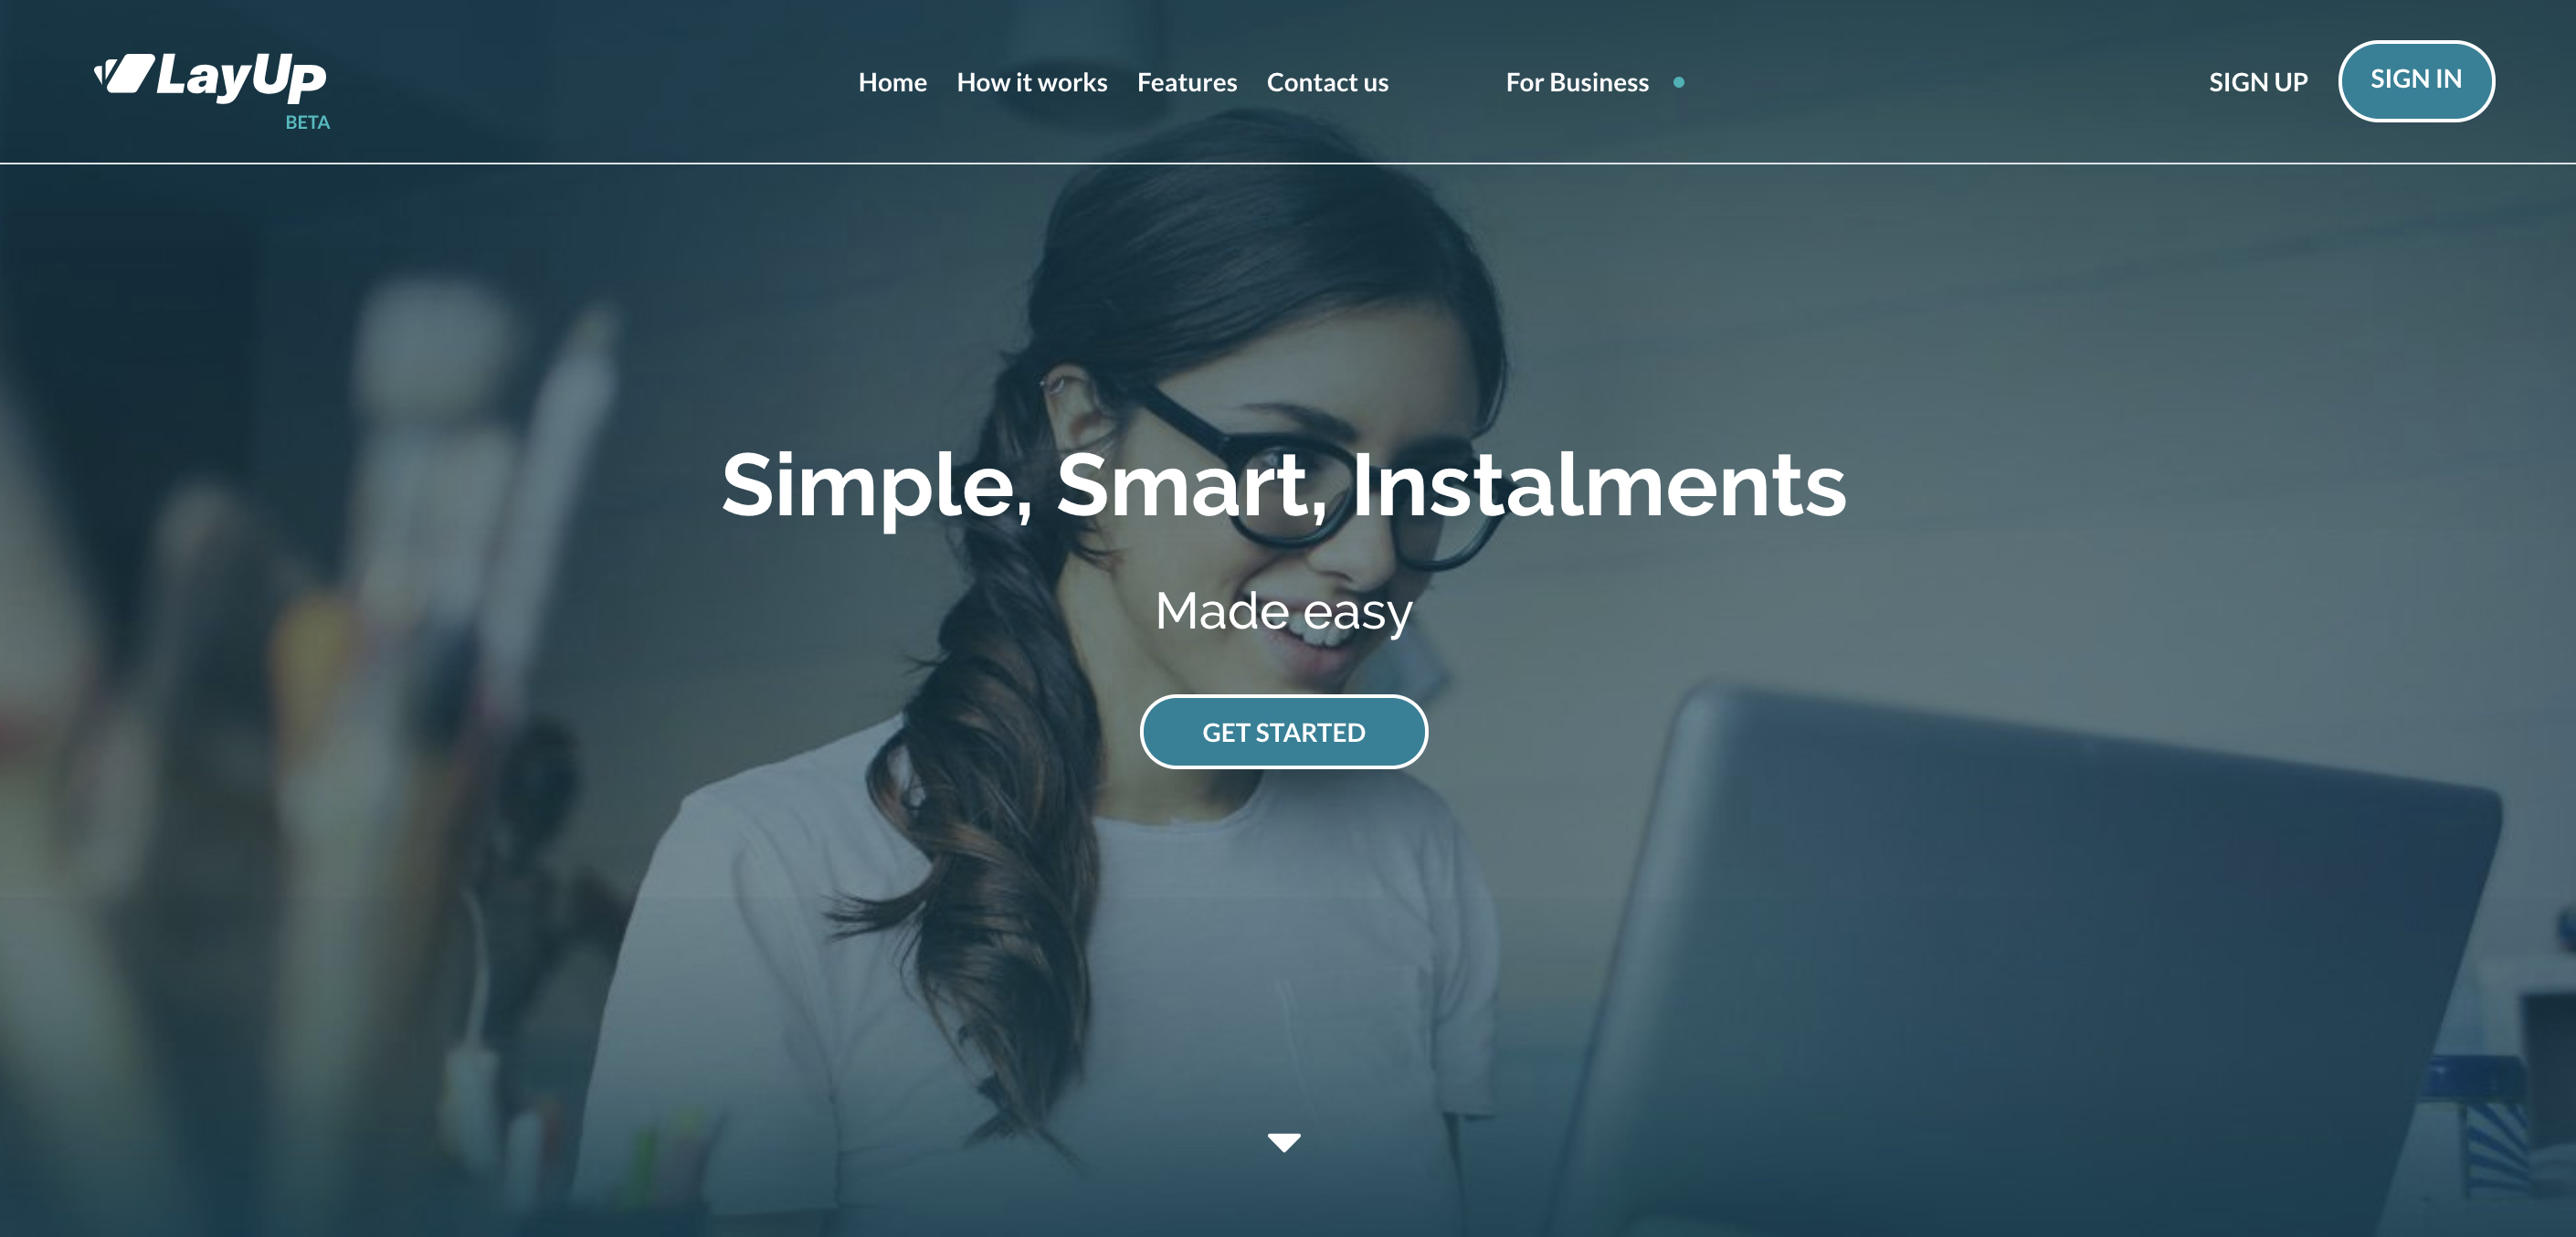 LayUp
BETA
Home How it works Features Contact us For Business
SIGN UP SIGN IN
Simple, Smart, Instalments
Made easy
GET STARTED